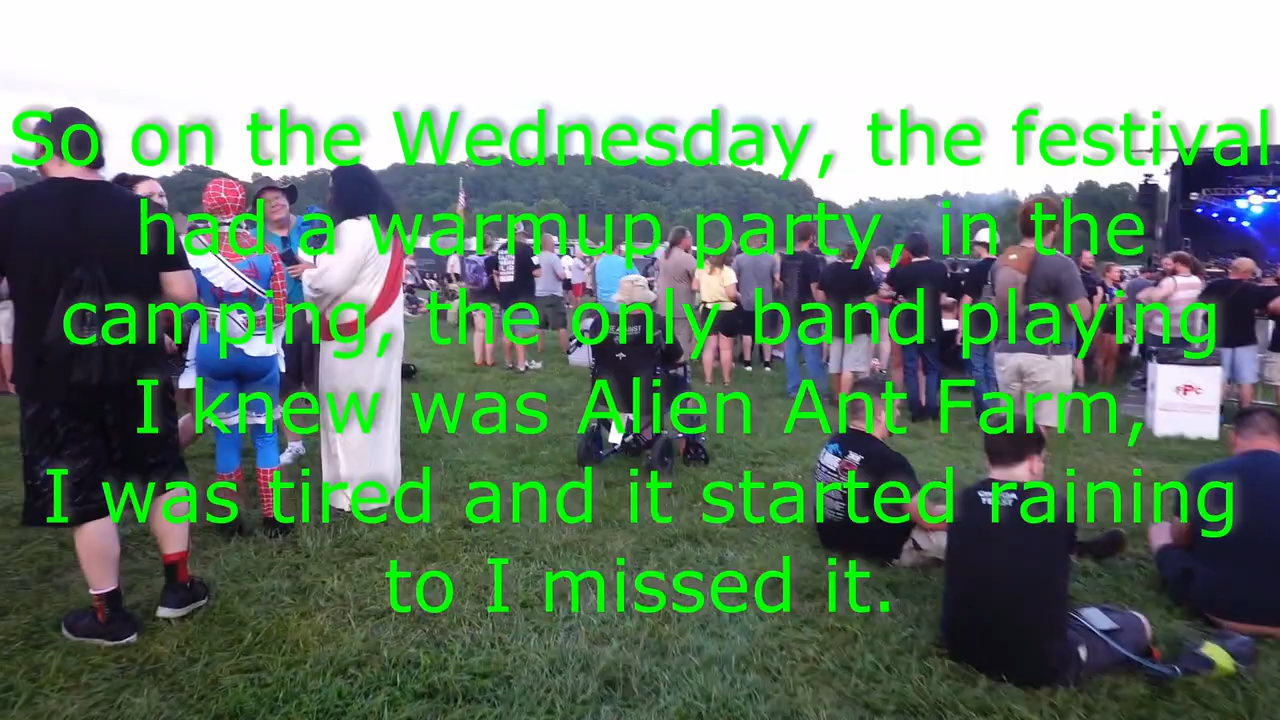 So on the Wednesday, the festival
had a warmup party, in the
camping, the only band playing
I knew was Alien Ant Farm,
I was tired and it started raining
to I missed it.